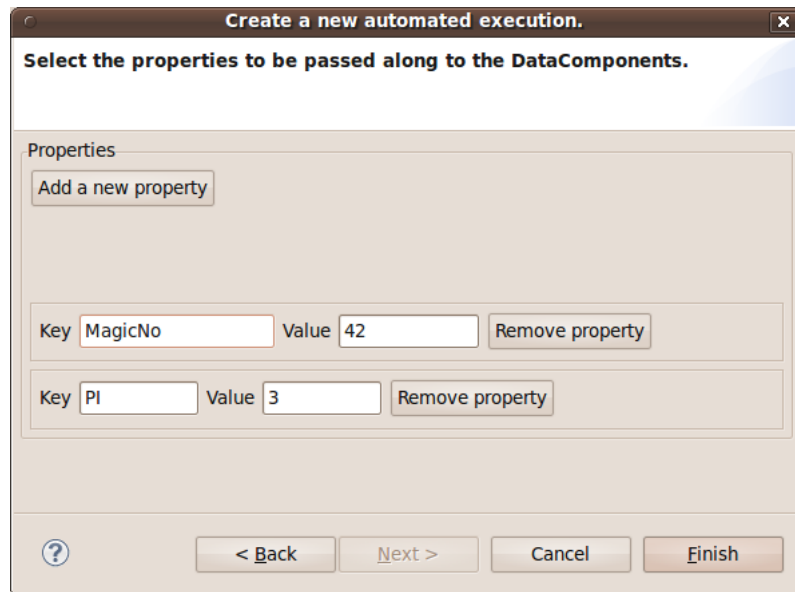 Create a new automated execution.
Select the properties to be passed along to the DataComponents.
Properties
Add a new property
Key MagicNo Value 42 Remove property
Key PI Value 3 Remove property
? < Back Next > Cancel Finish